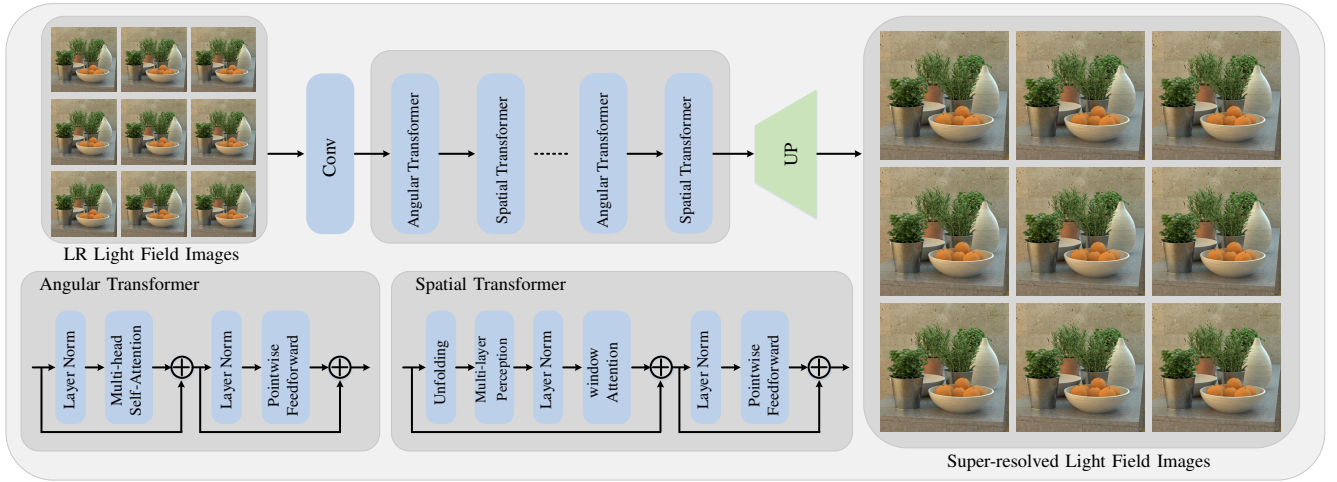 LR Light Field Images
Conv
Angular Transformer
Spatial Transformer
Angular Transformer
Spatial Transformer
UP
Super-resolved Light Field Images
Angular Transformer
Layer Norm
Multi-head
Self-Attention
Layer Norm
Pointwise
Feedforward
Spatial Transformer
Unfolding
Multi-layer
Perception
Layer Norm
window
Attention
Layer Norm
Pointwise
Feedforward